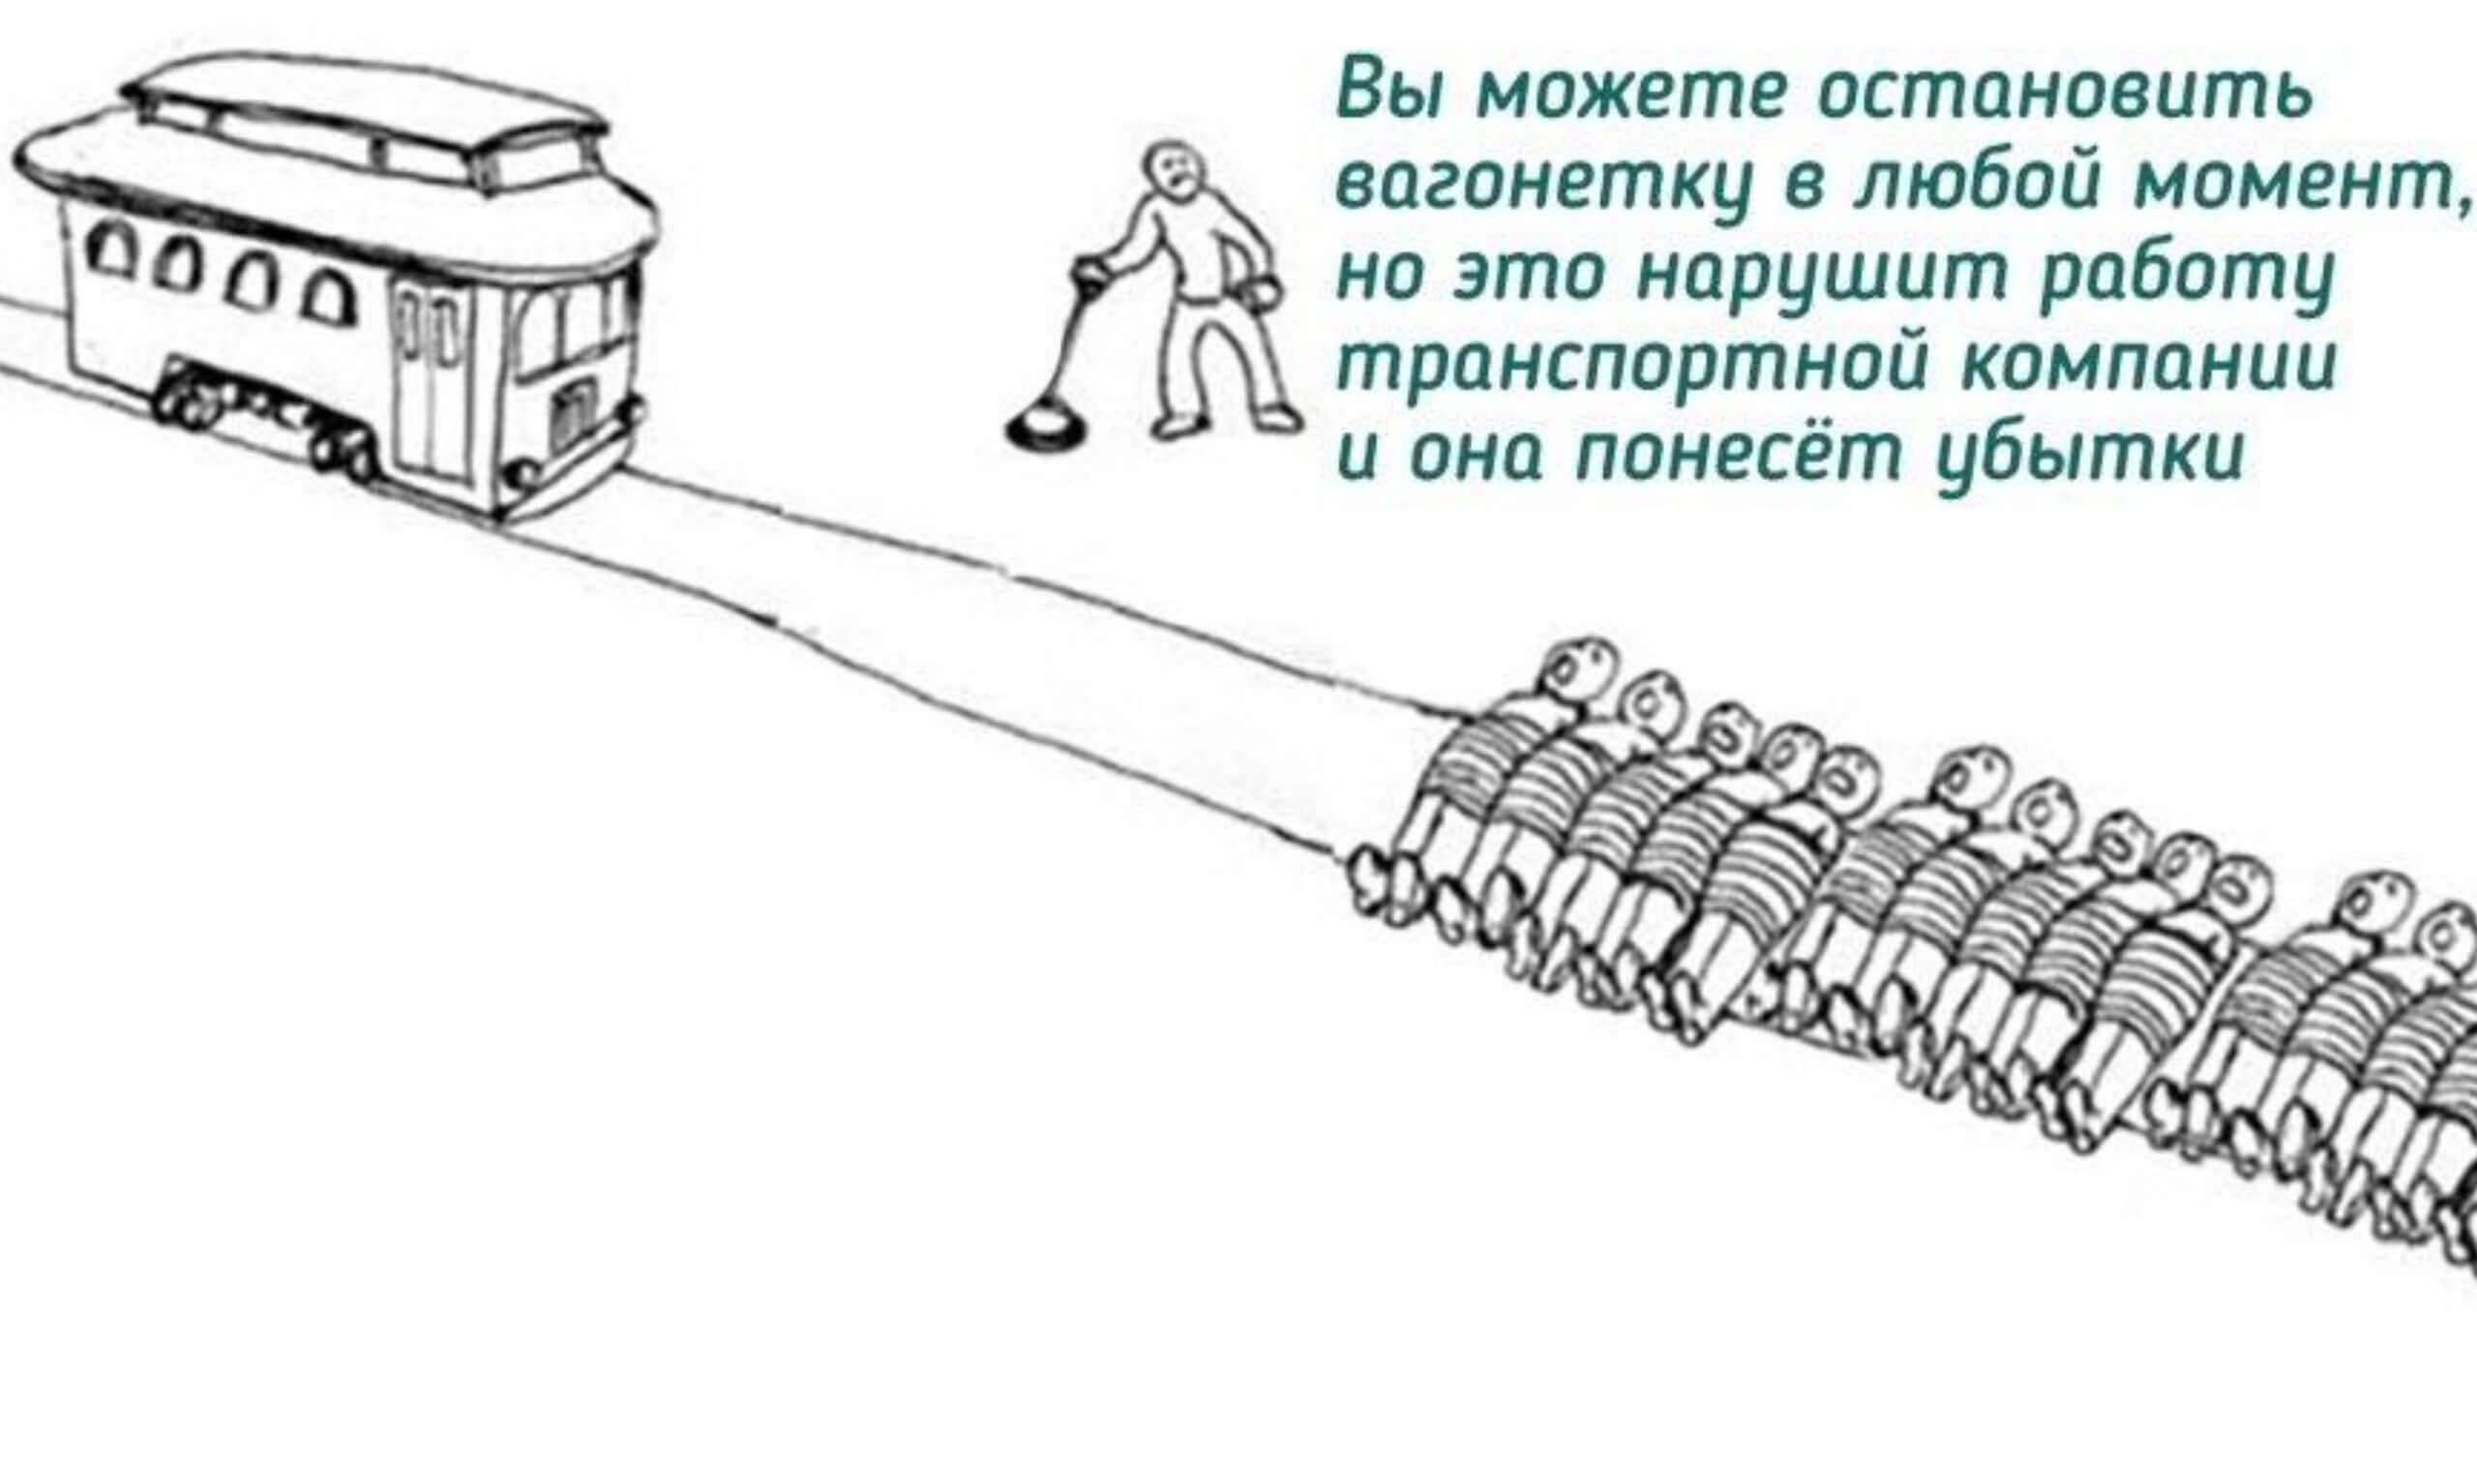 Вы можете остановить
вагонетку в любой момент,
но это нарушит работу
транспортной компании
и она понесёт убытки